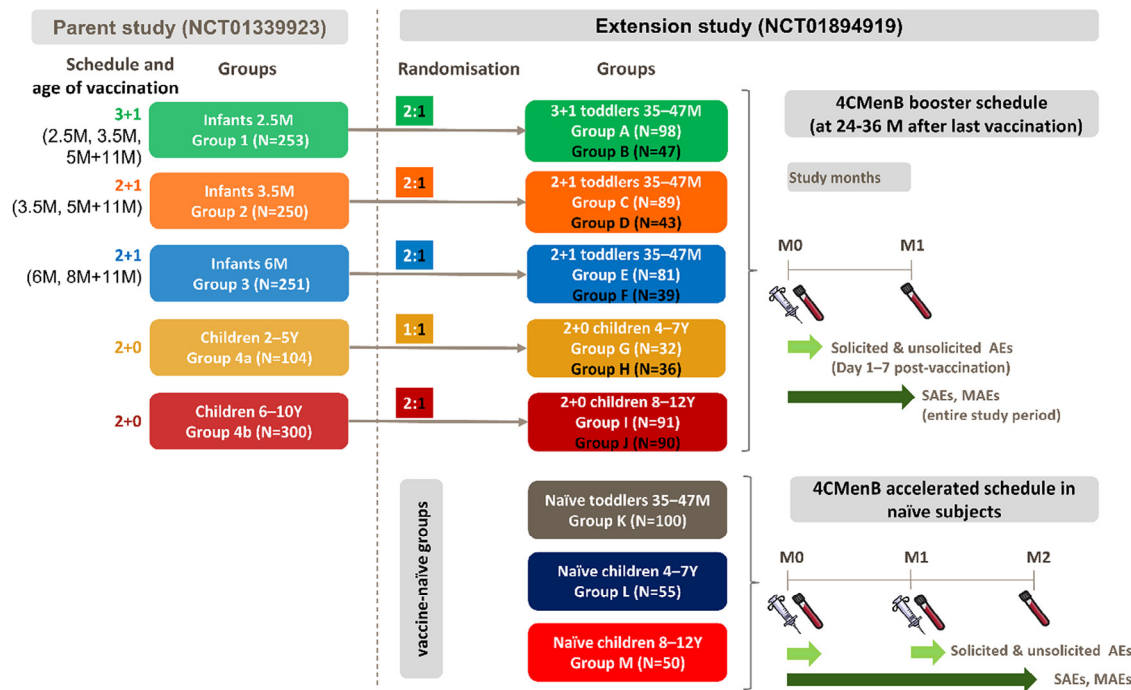 Parent study (NCT01339923)
Extension study (NCT01894919)
Schedule and
age of vaccination
Groups
Randomisation
Groups
3+1
(2.5M, 3.5M,
5M+11M)
Infants 2.5M
Group 1 (N=253)
2:1
3+1 toddlers 35–47M
Group A (N=98)
Group B (N=47)
2+1
(3.5M, 5M+11M)
Infants 3.5M
Group 2 (N=250)
2:1
2+1 toddlers 35–47M
Group C (N=89)
Group D (N=43)
2+1
(6M, 8M+11M)
Infants 6M
Group 3 (N=251)
2:1
2+1 toddlers 35–47M
Group E (N=81)
Group F (N=39)
2+0
Children 2–5Y
Group 4a (N=104)
1:1
2+0 children 4–7Y
Group G (N=32)
Group H (N=36)
2+0
Children 6–10Y
Group 4b (N=300)
2:1
2+0 children 8–12Y
Group I (N=91)
Group J (N=90)
4CMenB booster schedule
(at 24-36 M after last vaccination)
Study months
M0
M1
Solicited & unsolicited AEs
(Day 1–7 post-vaccination)
SAEs, MAEs
(entire study period)
vaccine-naïve groups
Naïve toddlers 35–47M
Group K (N=100)
Naïve children 4–7Y
Group L (N=55)
Naïve children 8–12Y
Group M (N=50)
4CMenB accelerated schedule in
naïve subjects
M0
M1
M2
Solicited & unsolicited AEs
SAEs, MAEs